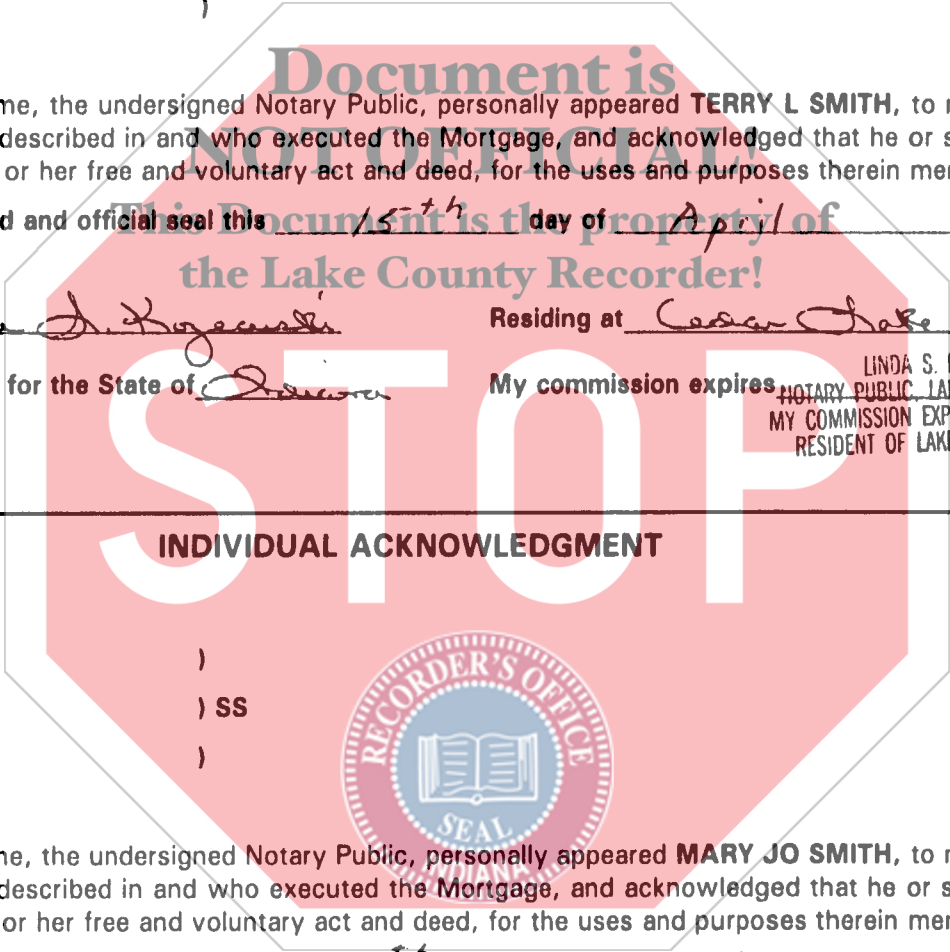 )
Document is
me, the undersigned Notary Public, personally appeared TERRY L SMITH, to
described in and who executed the Mortgage, and acknowledged that he or s
NOT OFFICIAL!
or her free and voluntary act and deed, for the uses and purposes therein me
d and official seal this 15th day of April
This Document is the property of
the Lake County Recorder!
Residing at Cedar Lake
for the State of Indiana My commission expires
LINDA S.
NOTARY PUBLIC, LA
MY COMMISSION EXP
RESIDENT OF LAK
STOP
INDIVIDUAL ACKNOWLEDGMENT
)
) SS
)
RECORDER'S OFFICE
SEAL
INDIANA
ne, the undersigned Notary Public, personally appeared MARY JO SMITH, to
described in and who executed the Mortgage, and acknowledged that he or s
or her free and voluntary act and deed, for the uses and purposes therein me